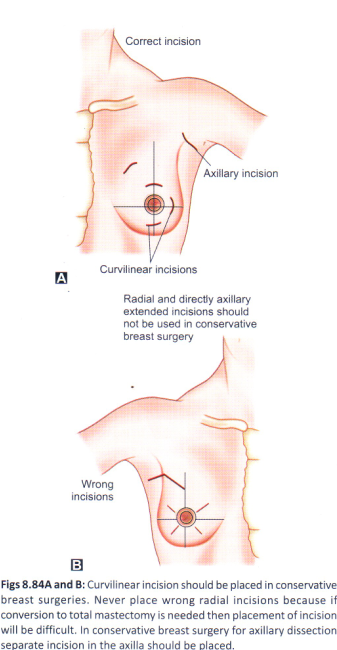 Correct incision
Axillary incision
Curvilinear incisions
A
Radial and directly axillary
extended incisions should
not be used in conservative
breast surgery
Wrong
incisions
B
Figs 8.84A and B: Curvilinear incision should be placed in conservative
breast surgeries. Never place wrong radial incisions because if
conversion to total mastectomy is needed then placement of incision
will be difficult. In conservative breast surgery for axillary dissection
separate incision in the axilla should be placed.